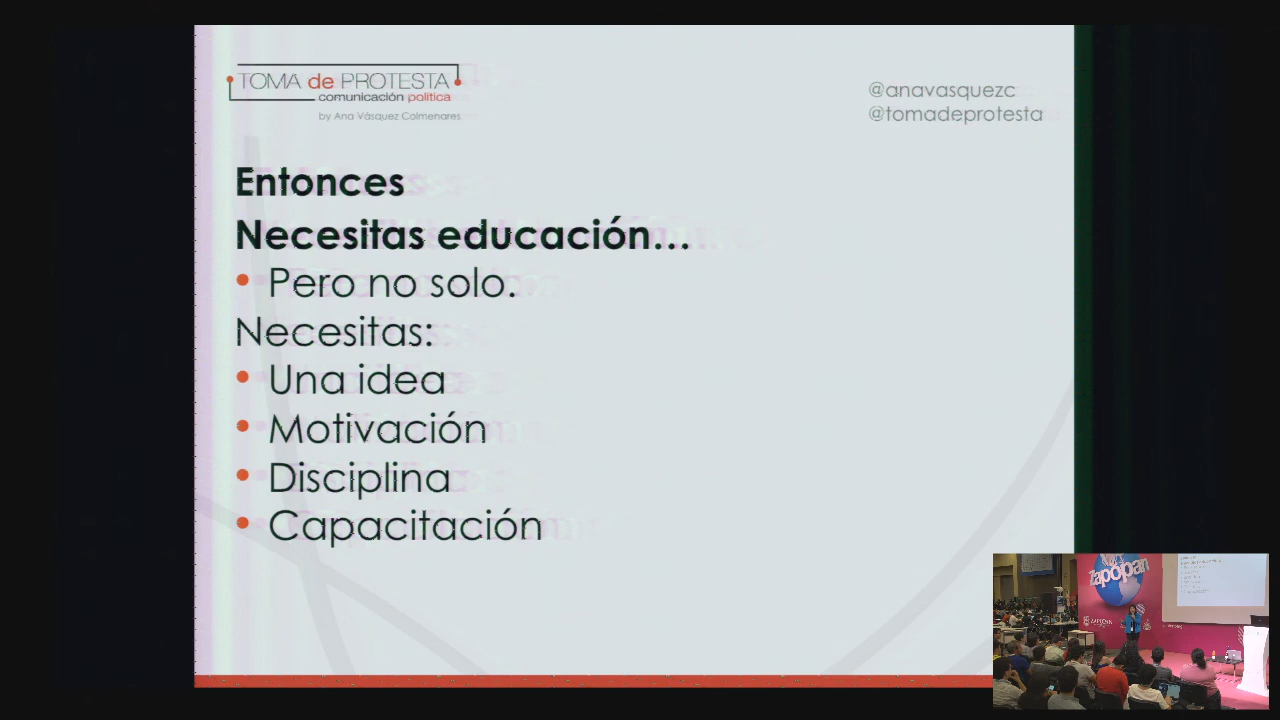 TOMA de PROTESTA
comunicación política
by Ana Vásquez Colmenares
@anavasquezc
@tomadeprotesta
Entonces
Necesitas educación...
• Pero no solo.
Necesitas:
• Una idea
• Motivación
• Disciplina
• Capacitación
Zapopan
ZAPOPAN